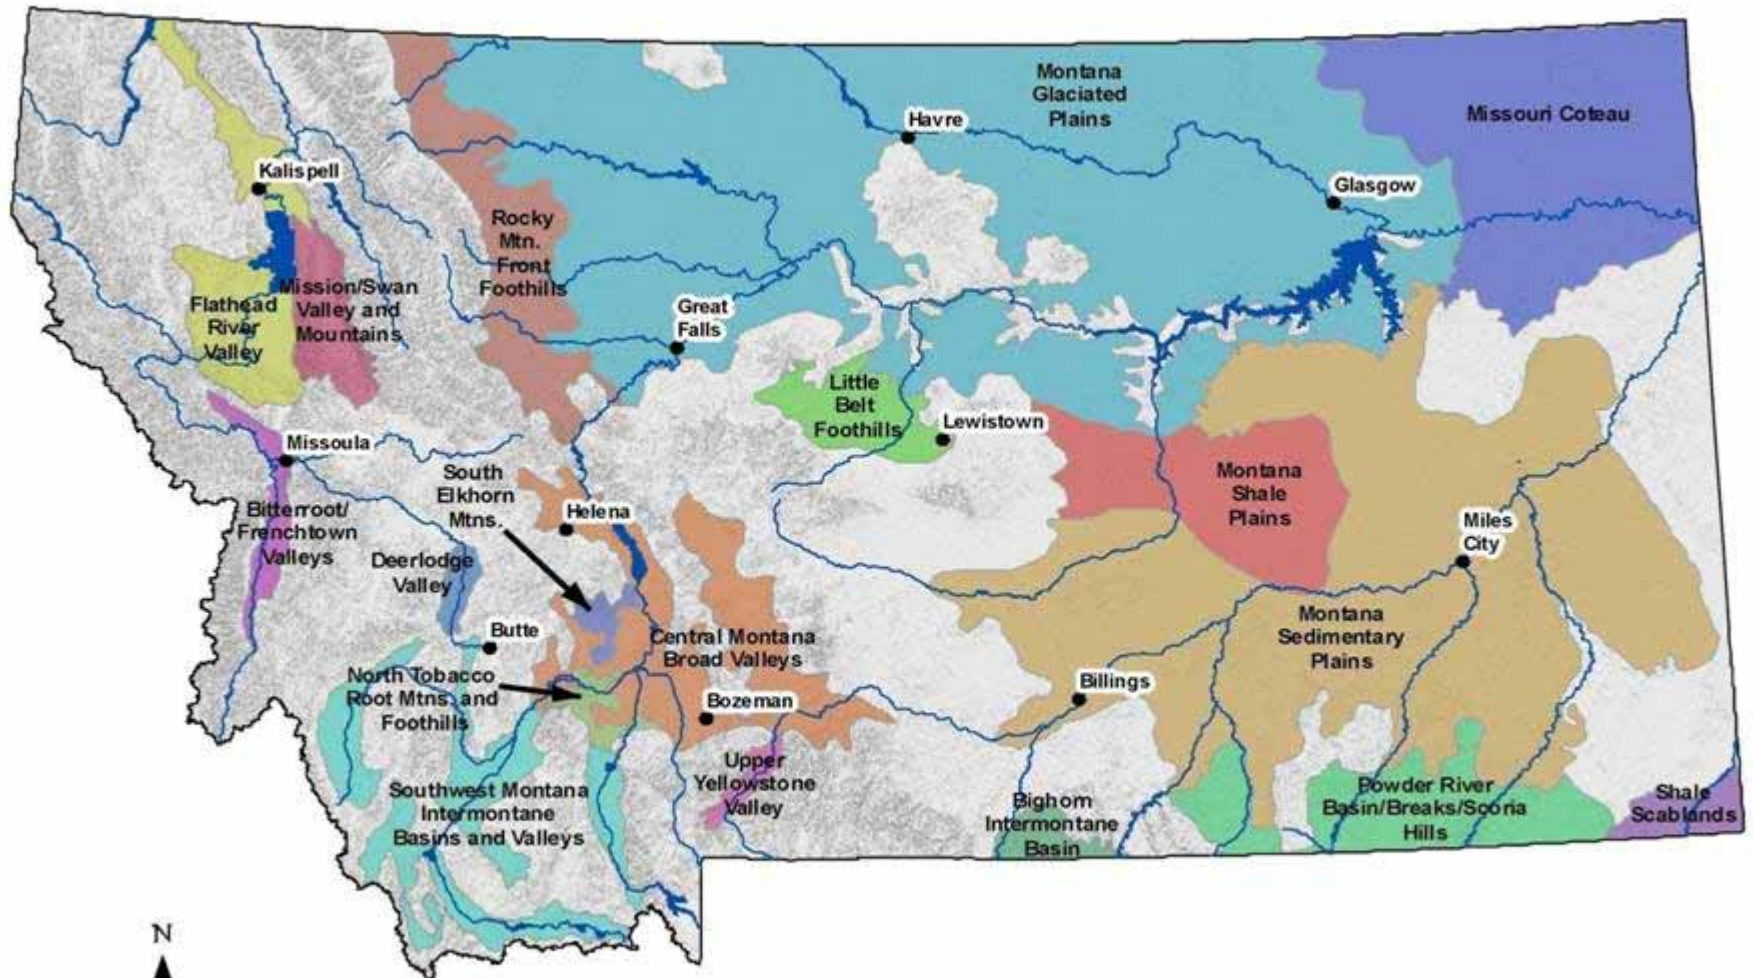 Montana
Glaciated
Plains
Missouri Coteau
Havre
Kalispell
Glasgow
Rocky
Mtn.
Front
Foothills
Mission/Swan
Valley and
Mountains
Flathead
River
Valley
Great
Falls
Little
Belt
Foothills
Lewistown
Missoula
South
Elkhorn
Mtns.
Montana
Shale
Plains
Helena
Bitterroot/
Frenchtown
Valleys
Miles
City
Deerlodge
Valley
Butte
Central Montana
Broad Valleys
Montana
Sedimentary
Plains
North Tobacco
Root Mtns. and
Foothills
Billings
Bozeman
Upper
Yellowstone
Valley
Southwest Montana
Intermontane
Basins and Valleys
Bighorn
Intermontane
Basin
Powder River
Basin/Breaks/Scoria
Hills
Shale
Scablands
N